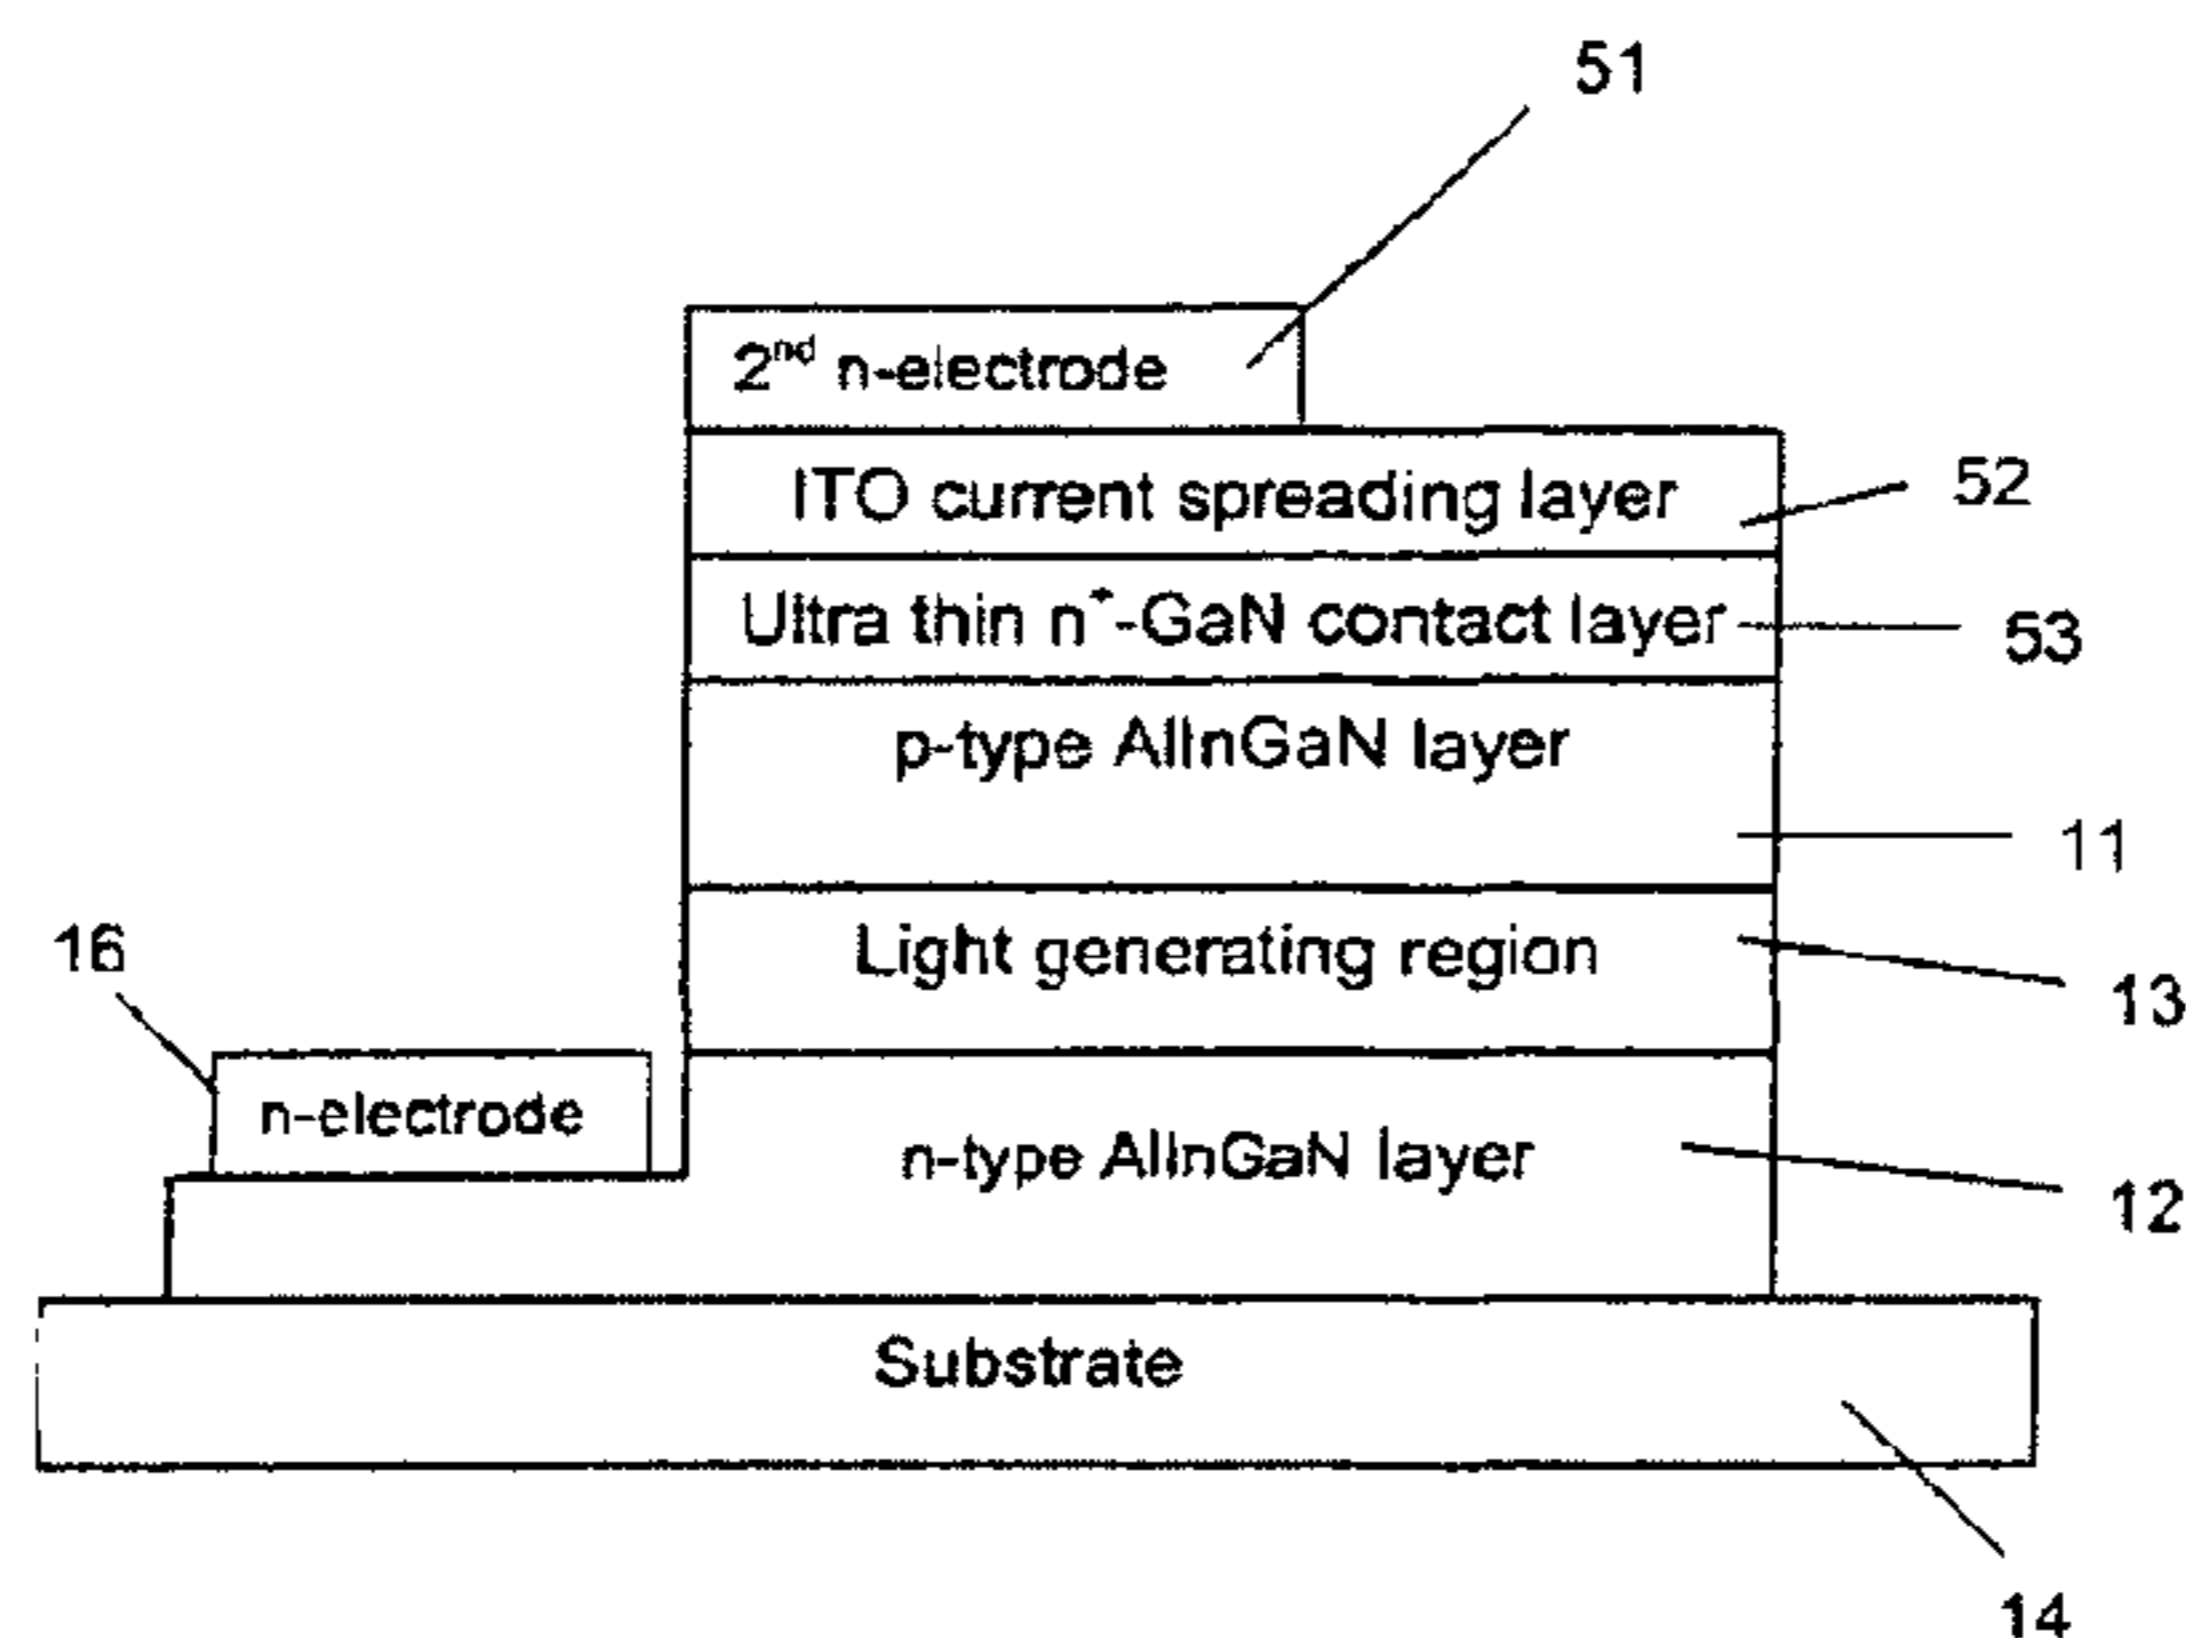 51
2nd n-electrode
ITO current spreading layer
52
Ultra thin n+-GaN contact layer
53
p-type AlInGaN layer
11
Light generating region
13
16
n-electrode
n-type AlInGaN layer
12
Substrate
14